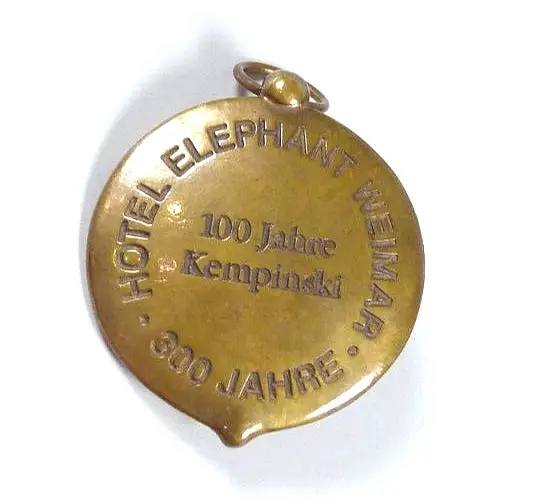 HOTEL ELEPHANT WEIMAR
100 Jahre
Kempinski
· 300 JAHRE ·